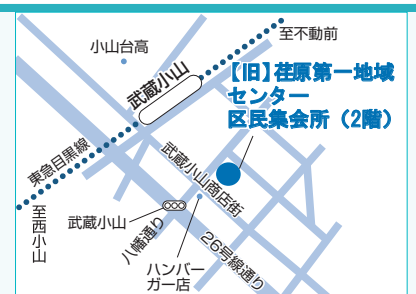 至不動前
小山台高
武蔵小山
【旧】荏原第一地域
センター
区民集会所（2階）
東急目黒線
武蔵小山商店街
至西小山
武蔵小山
八幡通り
26号線通り
ハンバー
ガー店